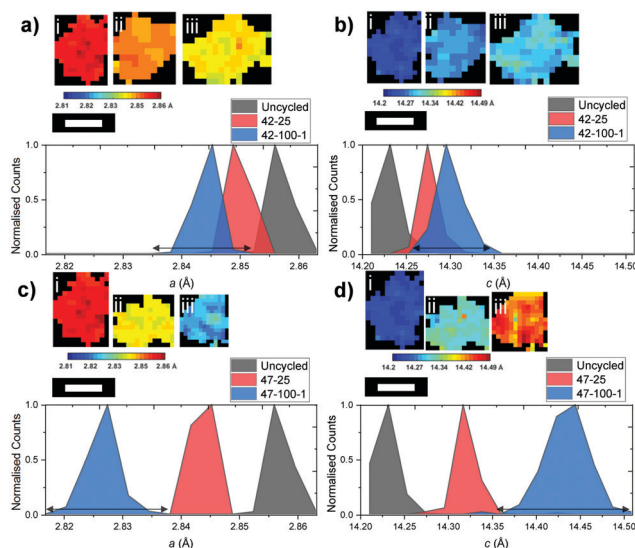 a)
i
ii
iii
2.81 2.82 2.83 2.85 2.86 Å
Uncycled
42-25
42-100-1
Normalised Counts
1.0
0.5
0.0
2.82 2.83 2.84 2.85 2.86
a (Å)
b)
i
ii
iii
14.2 14.27 14.34 14.42 14.49 Å
Uncycled
42-25
42-100-1
Normalised Counts
1.0
0.5
0.0
14.20 14.25 14.30 14.35 14.40 14.45 14.50
c (Å)
c)
i
ii
iii
2.81 2.82 2.83 2.85 2.86 Å
Uncycled
47-25
47-100-1
Normalised Counts
1.0
0.5
0.0
2.82 2.83 2.84 2.85 2.86
a (Å)
d)
i
ii
iii
14.2 14.27 14.34 14.42 14.49 Å
Uncycled
47-25
47-100-1
Normalised Counts
1.0
0.5
0.0
14.20 14.25 14.30 14.35 14.40 14.45 14.50
c (Å)